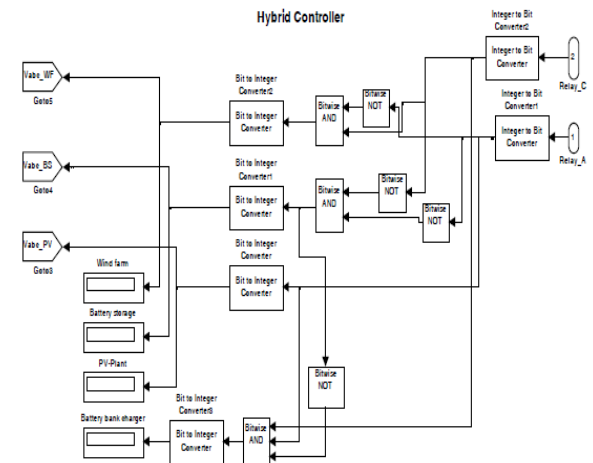 Hybrid Controller
Integer to Bit
Converter2
Integer to Bit
Converter
2
Relay_C
Vabc_WF
Goto5
Bit to Integer
Converter2
Bit to Integer
Converter
Bitwise
AND
Bitwise
NOT
Integer to Bit
Converter1
Integer to Bit
Converter
1
Relay_A
Vabc_BS
Goto4
Bit to Integer
Converter1
Bit to Integer
Converter
Bitwise
AND
Bitwise
NOT
Bitwise
NOT
Vabc_PV
Goto3
Bit to Integer
Converter
Bit to Integer
Converter
Wind farm
Battery storage
PV-Plant
Bitwise
NOT
Battery bank charger
Bit to Integer
Converter3
Bit to Integer
Converter
Bitwise
AND